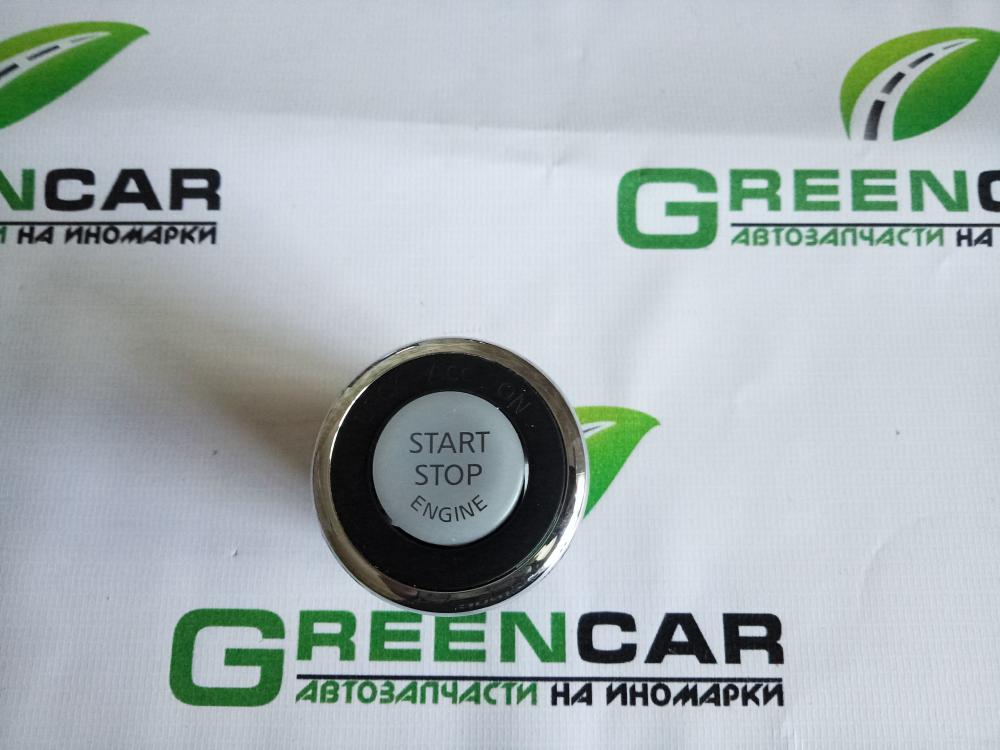 NCAR
НА ИНОМАРКИ
GREENC
АВТОЗАПЧАСТИ НА
ACC ON
START
STOP
ENGINE
GREENCAR
АВТОЗАПЧАСТИ НА ИНОМАРКИ